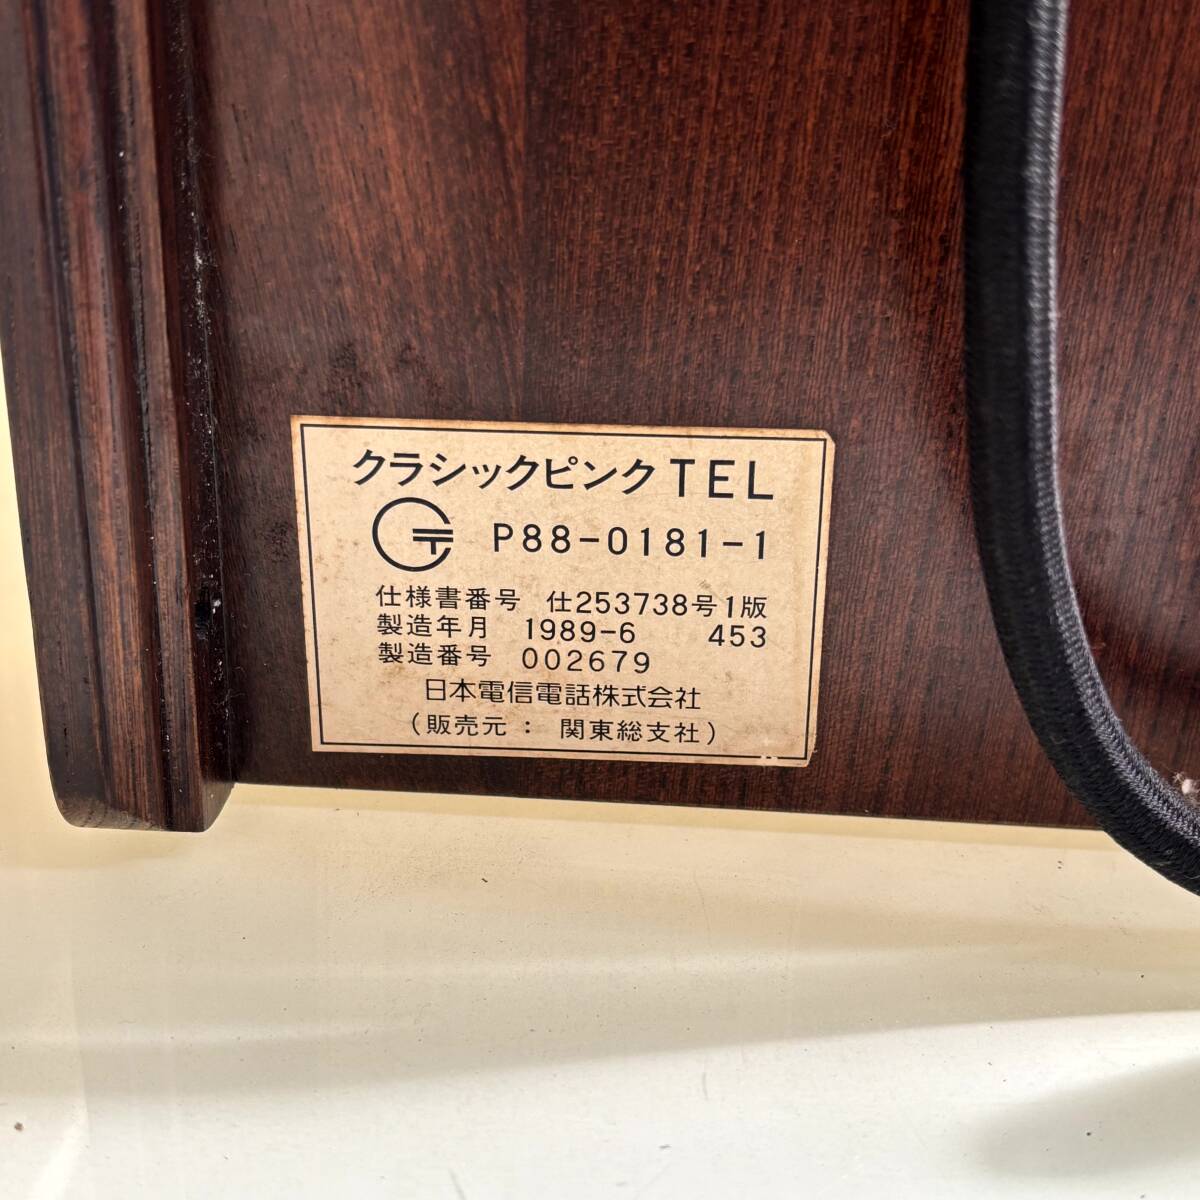 クラシックピンクTEL
〒 P88-0181-1
仕様書番号 仕253738号1版
製造年月 1989-6 453
製造番号 002679
日本電信電話株式会社
(販売元: 関東総支社)